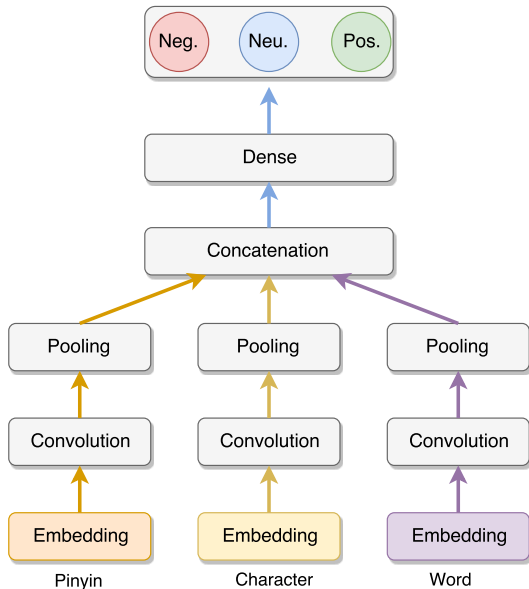 Neg. Neu. Pos.
Dense
Concatenation
Pooling Pooling Pooling
Convolution Convolution Convolution
Embedding Embedding Embedding
Pinyin Character Word